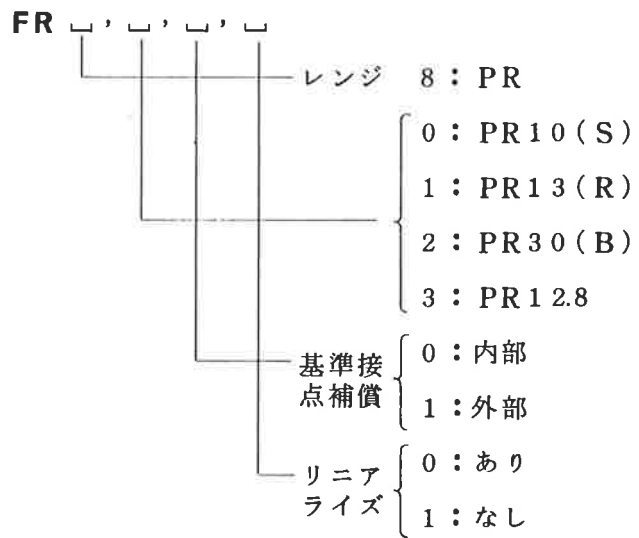 FR ␣, ␣, ␣, ␣
レンジ 8 : PR
0 : PR10(S)
1 : PR13(R)
2 : PR30(B)
3 : PR12.8
基準接
点補償
0 : 内部
1 : 外部
リニア
ライズ
0 : あり
1 : なし